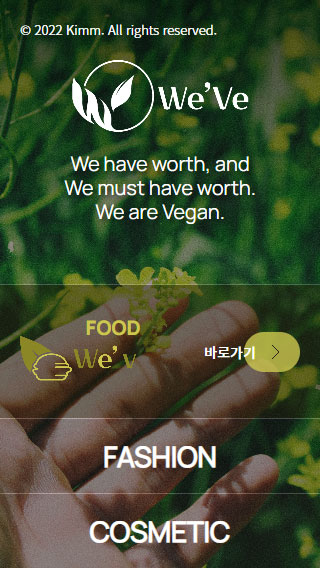 © 2022 Kimm. All rights reserved.
We’Ve
We have worth, and
We must have worth.
We are Vegan.
FOOD
We’v
바로가기
FASHION
COSMETIC